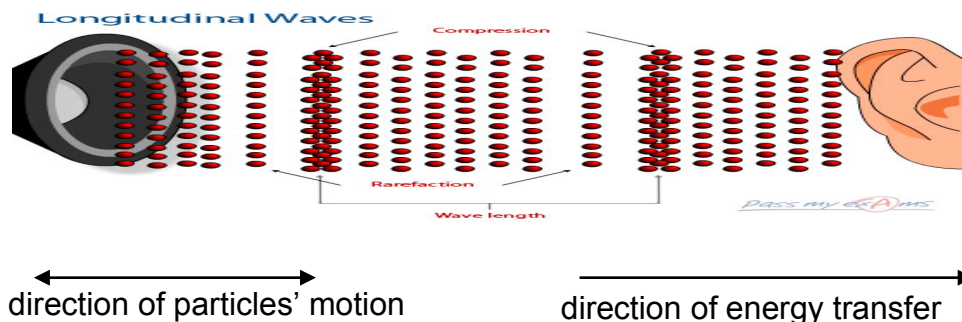 Longitudinal Waves
Compression
Rarefaction
Wave length
pass my exAms
direction of particles’ motion
direction of energy transfer